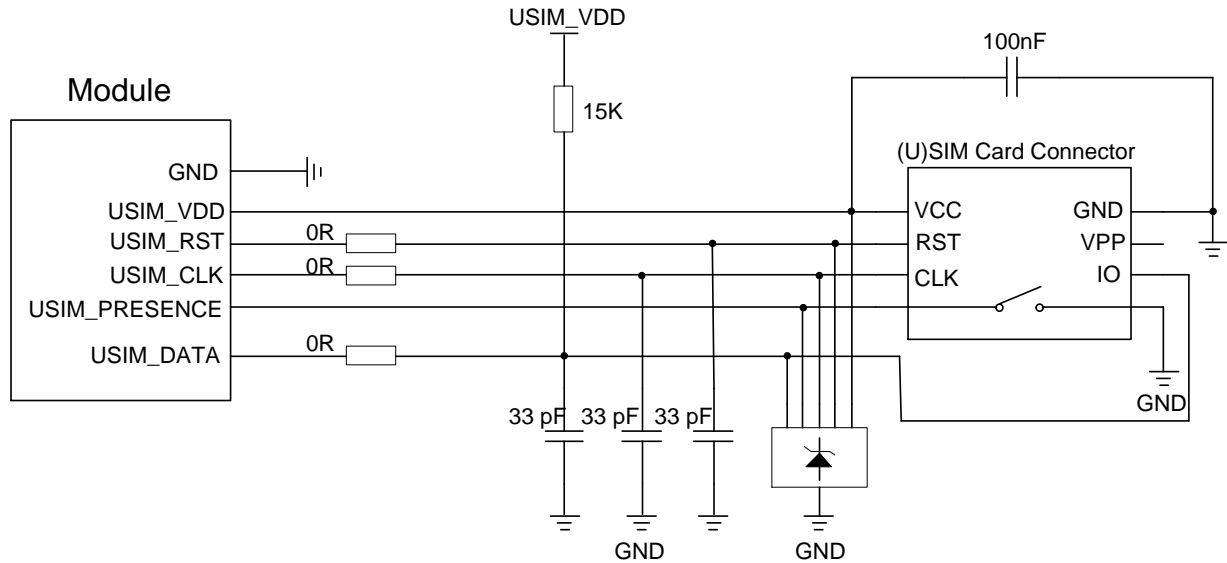 USIM_VDD
15K
100nF
Module
GND
USIM_VDD
USIM_RST
USIM_CLK
USIM_PRESENCE
USIM_DATA
0R
0R
0R
(U)SIM Card Connector
VCC
RST
CLK
GND
VPP
IO
GND
33 pF
33 pF
33 pF
GND
GND